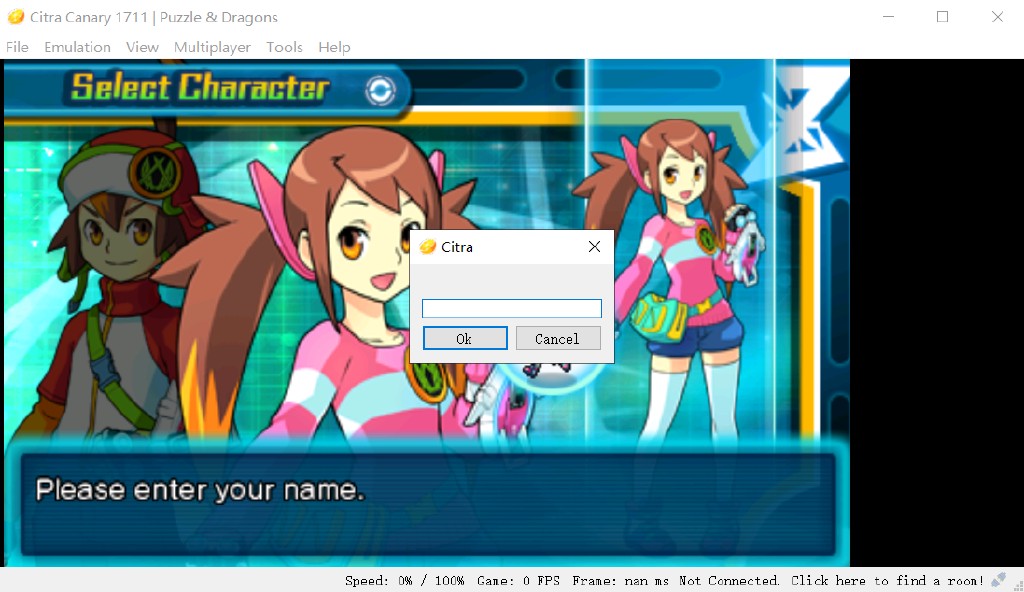 Citra Canary 1711 | Puzzle & Dragons
File Emulation View Multiplayer Tools Help
Select Character
Citra
Ok Cancel
Please enter your name.
Speed: 0% / 100% Game: 0 FPS Frame: nan ms Not Connected. Click here to find a room!